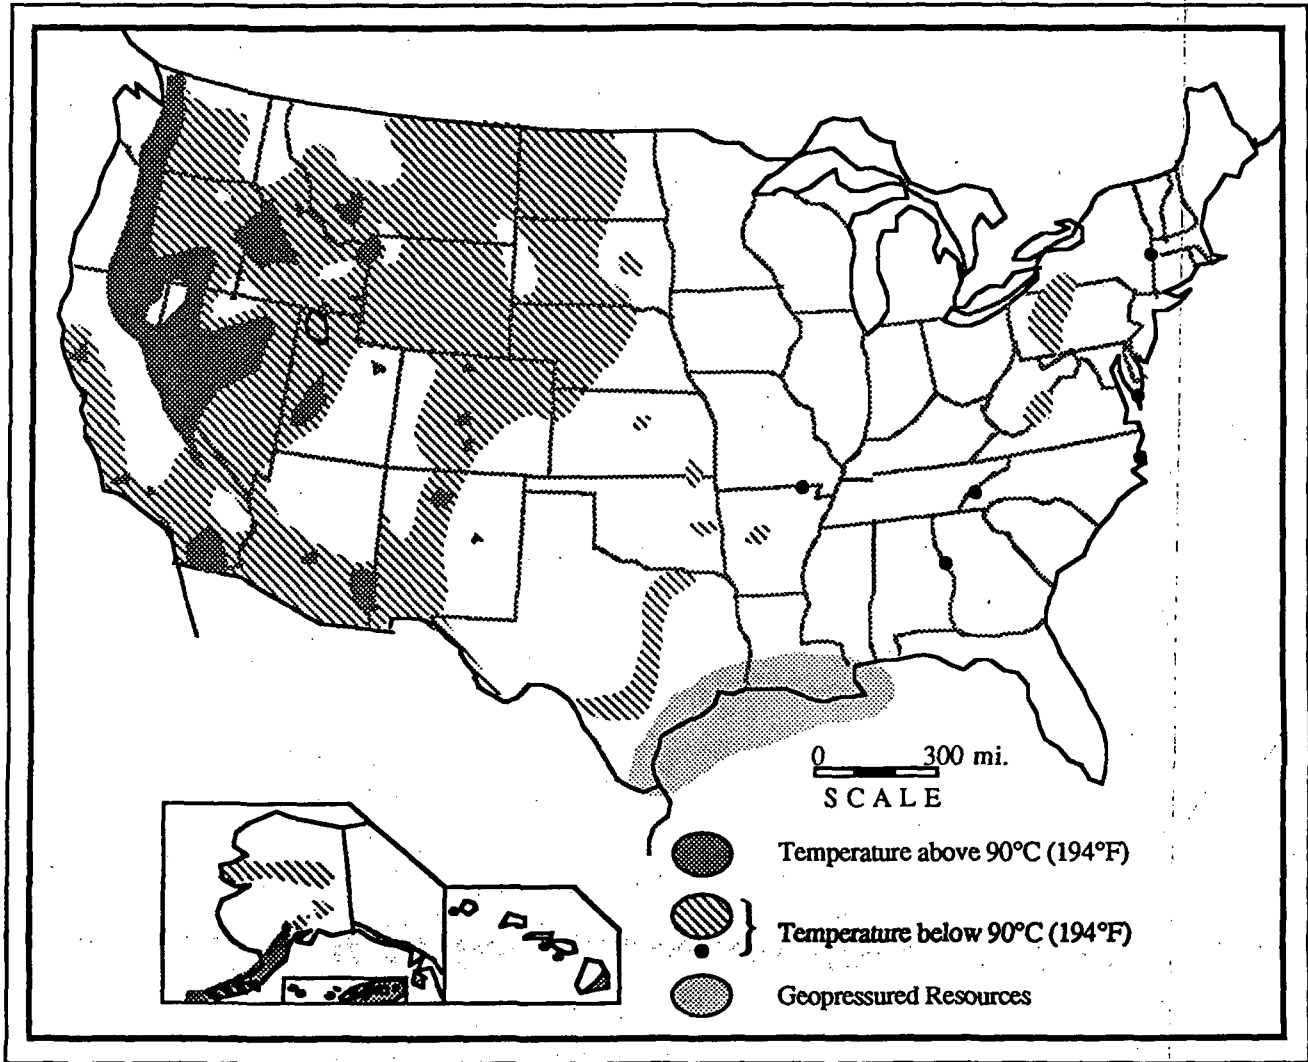 0 300 mi.
SCALE
Temperature above 90°C (194°F)
Temperature below 90°C (194°F)
Geopressured Resources